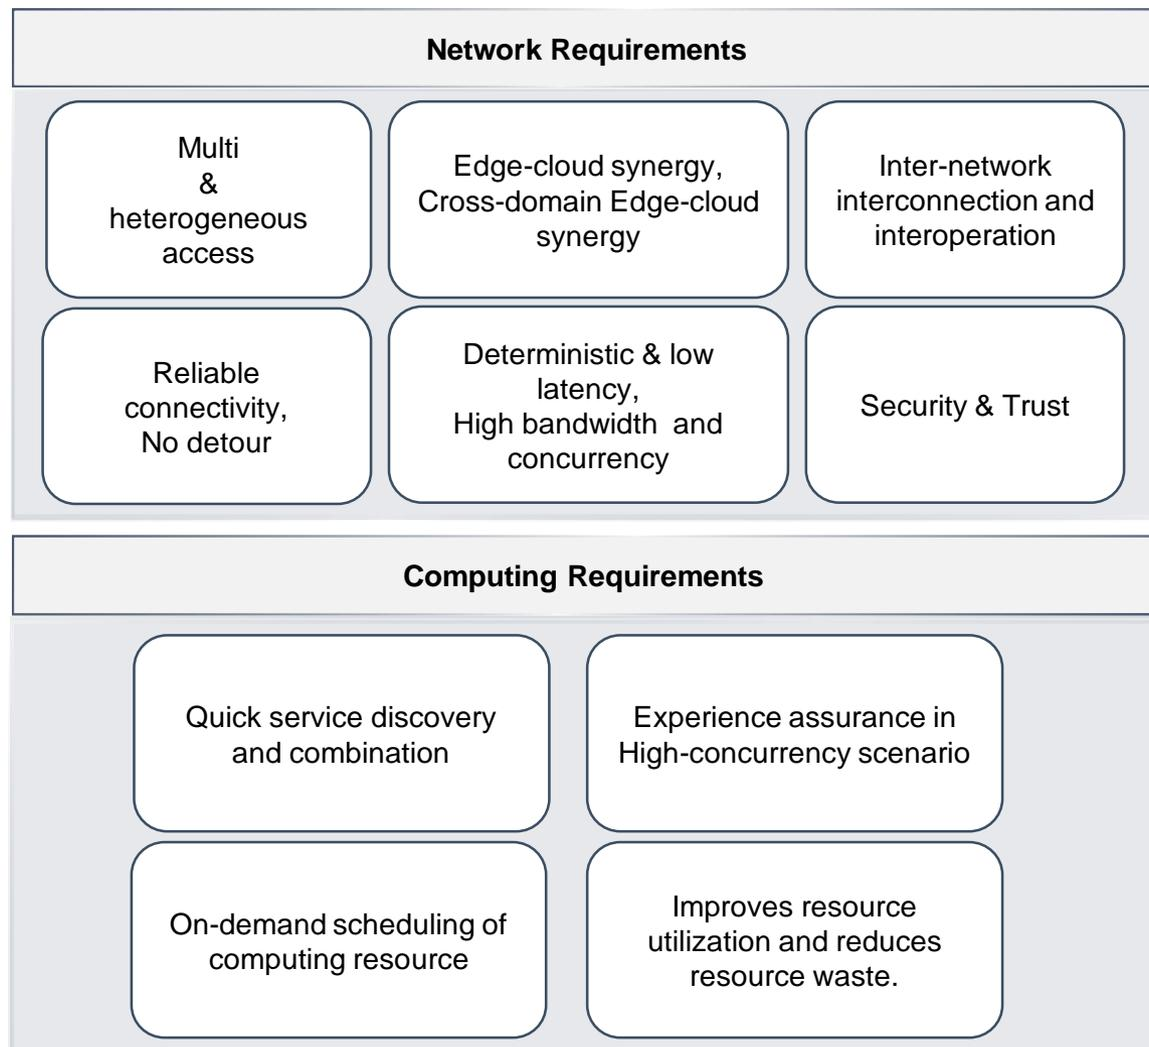 Network Requirements
Multi
&
heterogeneous
access
Edge-cloud synergy,
Cross-domain Edge-cloud
synergy
Inter-network
interconnection and
interoperation
Reliable
connectivity,
No detour
Deterministic & low
latency,
High bandwidth  and
concurrency
Security & Trust
Computing Requirements
Quick service discovery
and combination
Experience assurance in
High-concurrency scenario
On-demand scheduling of
computing resource
Improves resource
utilization and reduces
resource waste.